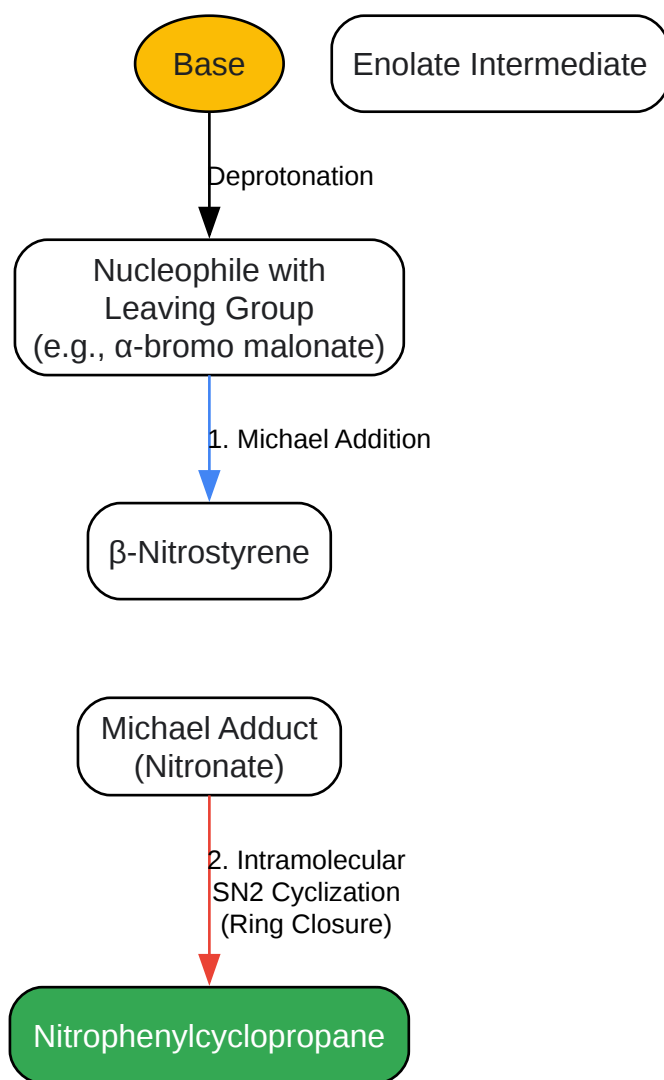 Base
Enolate Intermediate
Deprotonation
Nucleophile with
Leaving Group
(e.g., α-bromo malonate)
1. Michael Addition
β-Nitrostyrene
Michael Adduct
(Nitronate)
2. Intramolecular
SN2 Cyclization
(Ring Closure)
Nitrophenylcyclopropane